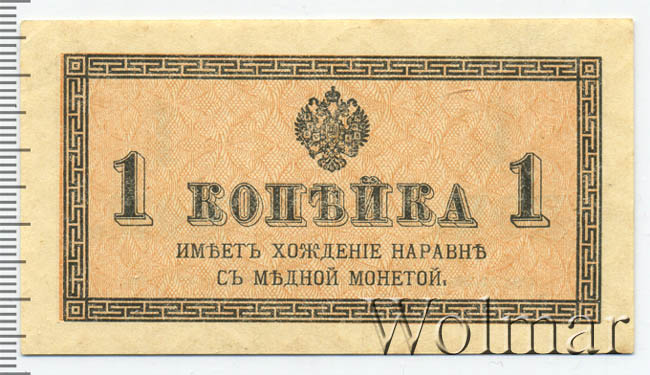 1 КОПѢЙКА 1
ИМѢЕТЪ ХОЖДЕНІЕ НАРАВНѢ
СЪ МѢДНОЙ МОНЕТОЙ.
Wolmar